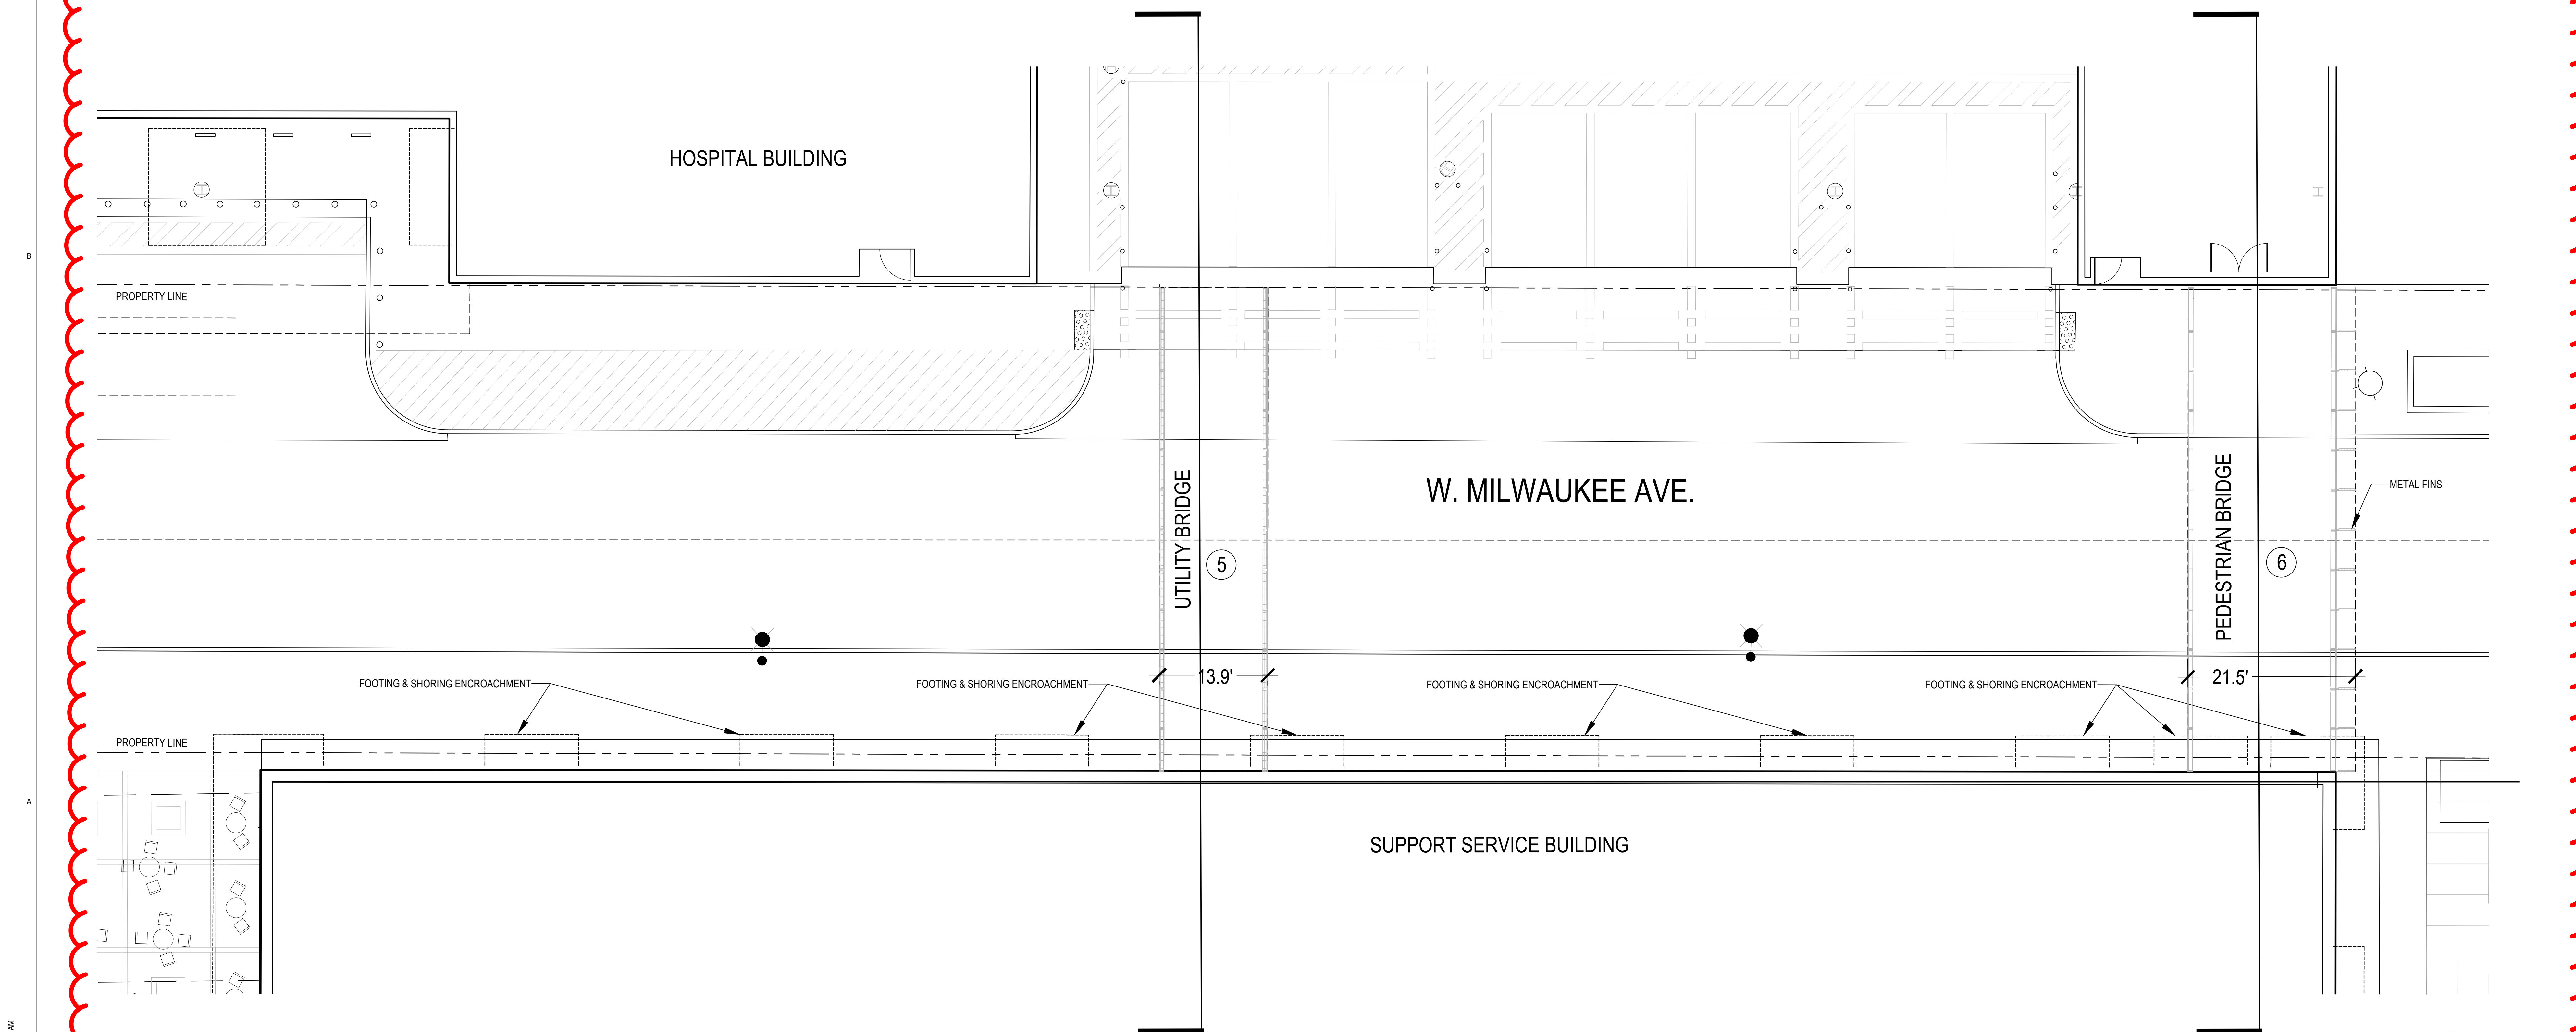 HOSPITAL BUILDING
B
PROPERTY LINE
METAL FINS
W. MILWAUKEE AVE.
UTILITY BRIDGE
5
PEDESTRIAN BRIDGE
6
13.9'
21.5'
FOOTING & SHORING ENCROACHMENT
FOOTING & SHORING ENCROACHMENT
FOOTING & SHORING ENCROACHMENT
FOOTING & SHORING ENCROACHMENT
PROPERTY LINE
A
SUPPORT SERVICE BUILDING
AM